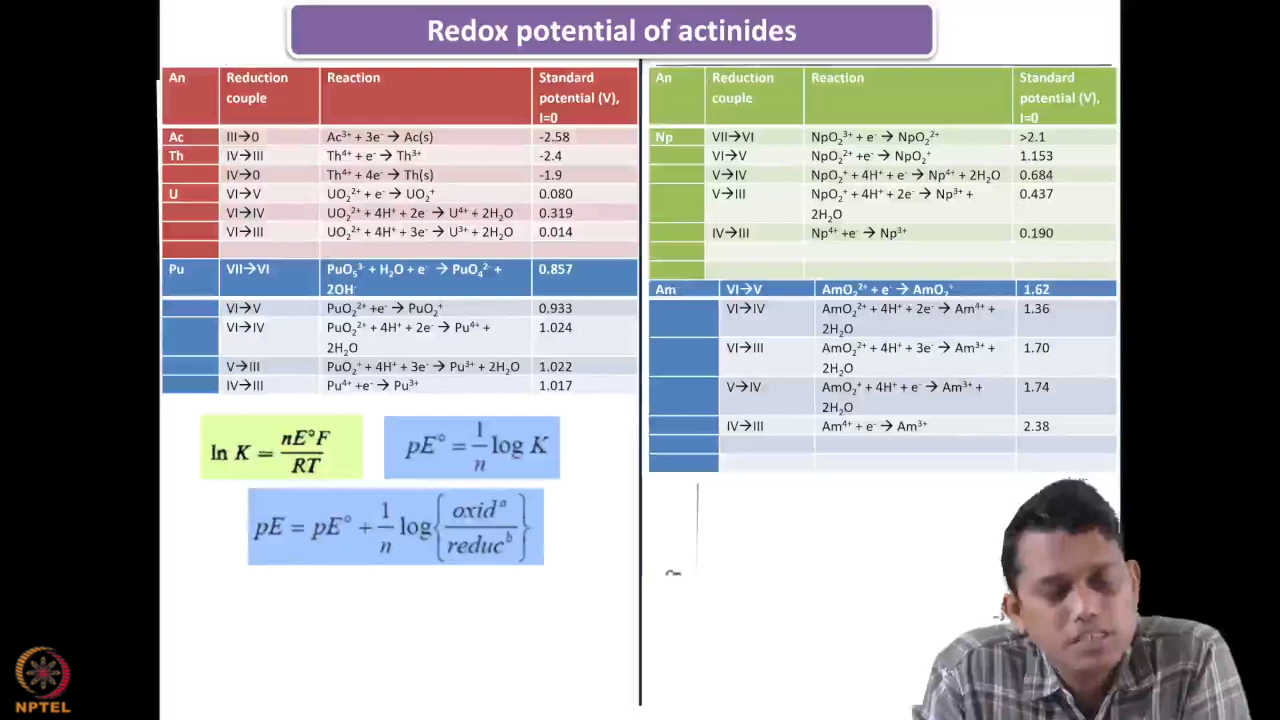 Redox potential of actinides
An Reduction couple Reaction Standard potential (V), I=0
Ac III→0 Ac³⁺ + 3e⁻ → Ac(s) -2.58
Th IV→III Th⁴⁺ + e⁻ → Th³⁺ -2.4
IV→0 Th⁴⁺ + 4e⁻ → Th(s) -1.9
U VI→V UO₂²⁺ + e⁻ → UO₂⁺ 0.080
VI→IV UO₂²⁺ + 4H⁺ + 2e⁻ → U⁴⁺ + 2H₂O 0.319
VI→III UO₂²⁺ + 4H⁺ + 3e⁻ → U³⁺ + 2H₂O 0.014
Pu VII→VI PuO₅³⁻ + H₂O + e⁻ → PuO₄²⁻ + 2OH⁻ 0.857
VI→V PuO₂²⁺ +e⁻ → PuO₂⁺ 0.933
VI→IV PuO₂²⁺ + 4H⁺ + 2e⁻ → Pu⁴⁺ + 2H₂O 1.024
V→III PuO₂⁺ + 4H⁺ + 3e⁻ → Pu³⁺ + 2H₂O 1.022
IV→III Pu⁴⁺ +e⁻ → Pu³⁺ 1.017
ln K = nE°F / RT
pE° = 1/n log K
pE = pE° + 1/n log { oxidᵃ / reducᵇ }
An Reduction couple Reaction Standard potential (V), I=0
Np VII→VI NpO₂³⁺ + e⁻ → NpO₂²⁺ >2.1
VI→V NpO₂²⁺ +e⁻ → NpO₂⁺ 1.153
V→IV NpO₂⁺ + 4H⁺ + e⁻ → Np⁴⁺ + 2H₂O 0.684
V→III NpO₂⁺ + 4H⁺ + 2e⁻ → Np³⁺ + 2H₂O 0.437
IV→III Np⁴⁺ +e⁻ → Np³⁺ 0.190
Am VI→V AmO₂²⁺ + e⁻ → AmO₂⁺ 1.62
VI→IV AmO₂²⁺ + 4H⁺ + 2e⁻ → Am⁴⁺ + 2H₂O 1.36
VI→III AmO₂²⁺ + 4H⁺ + 3e⁻ → Am³⁺ + 2H₂O 1.70
V→IV AmO₂⁺ + 4H⁺ + e⁻ → Am³⁺ + 2H₂O 1.74
IV→III Am⁴⁺ + e⁻ → Am³⁺ 2.38
NPTEL